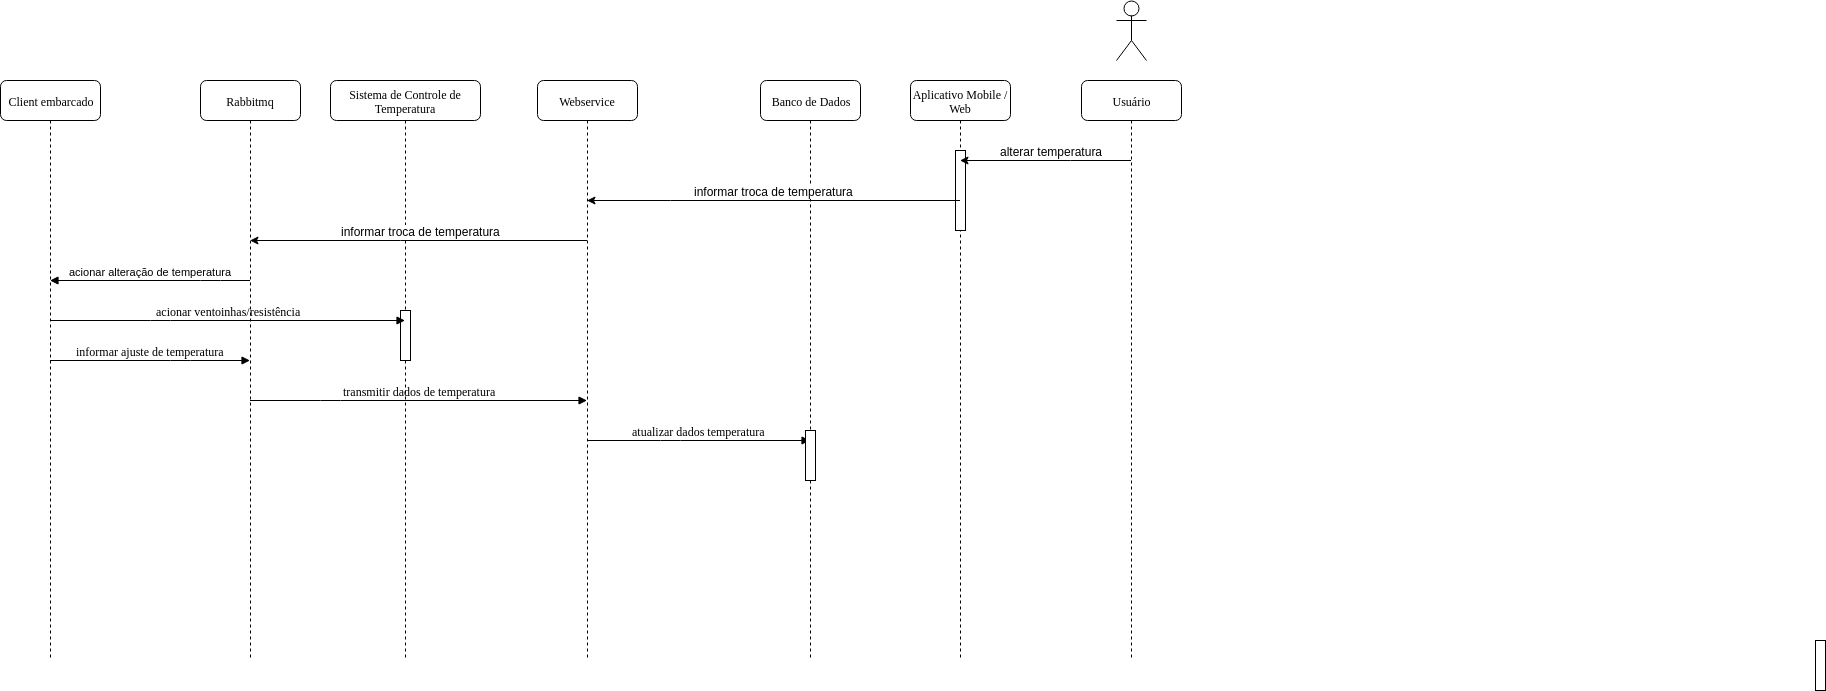 Client embarcado
Rabbitmq
Sistema de Controle de
Temperatura
Webservice
Banco de Dados
Aplicativo Mobile /
Web
Usuário
alterar temperatura
informar troca de temperatura
informar troca de temperatura
acionar alteração de temperatura
acionar ventoinhas/resistência
informar ajuste de temperatura
transmitir dados de temperatura
atualizar dados temperatura